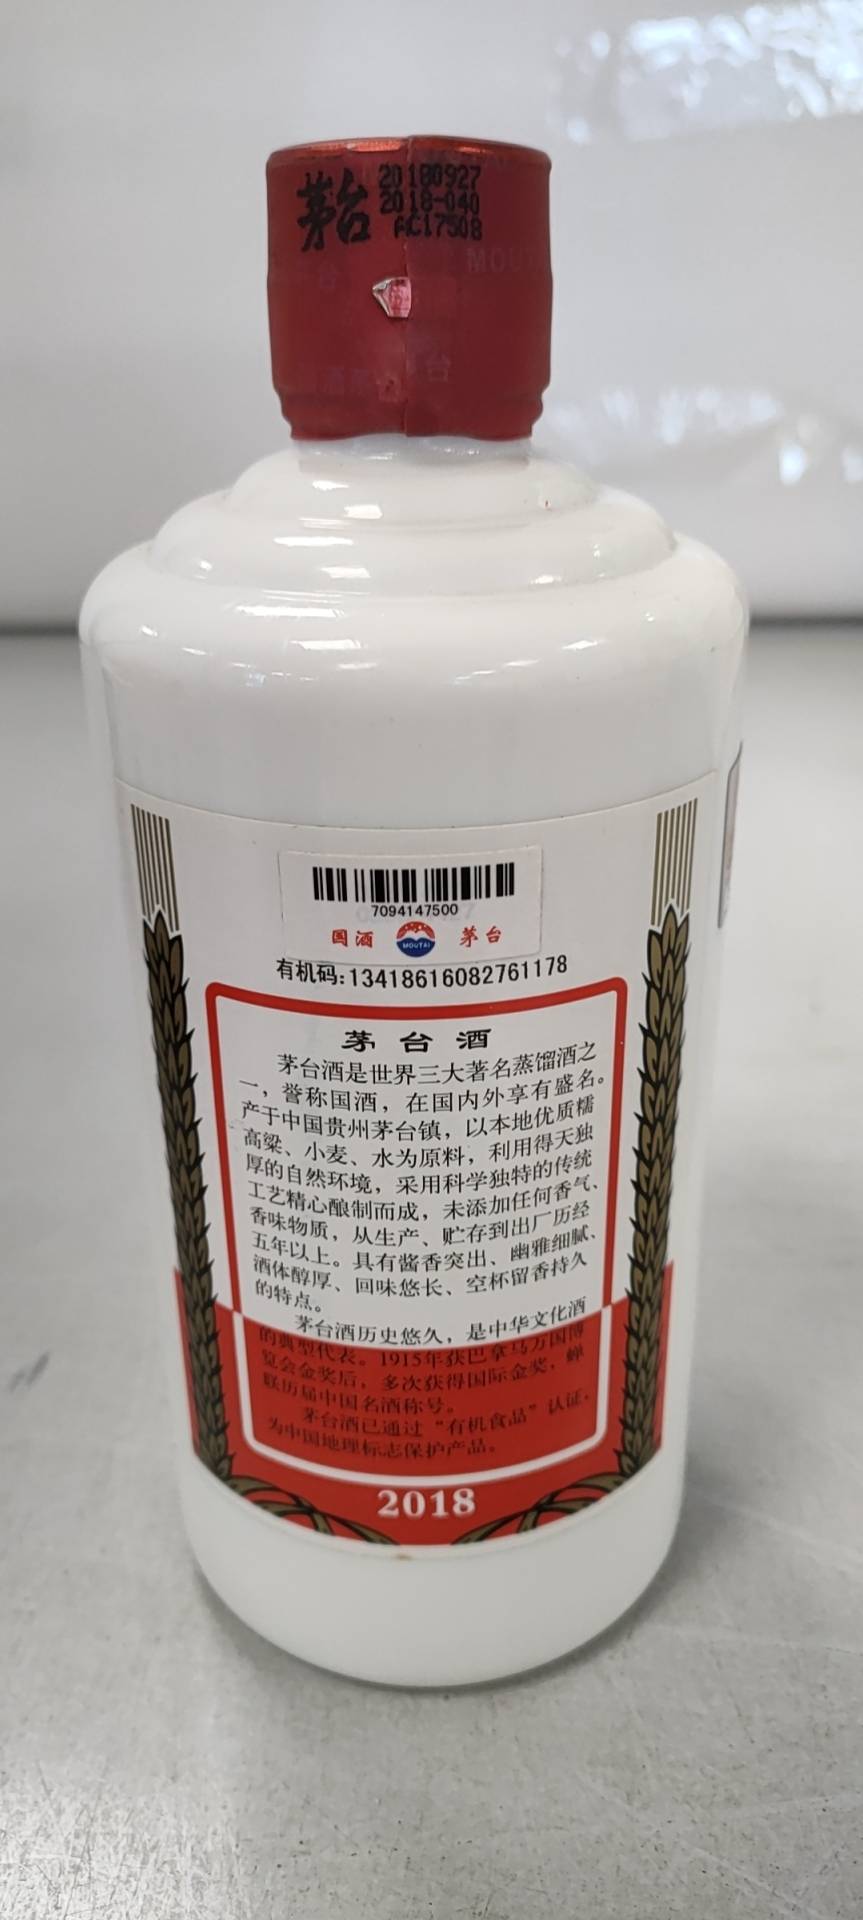 茅台
20180927
2018-040
AC17508
MOUTAI
7094147500
国酒 MOUTAI 茅台
有机码:13418616082761178
茅台酒
茅台酒是世界三大著名蒸馏酒之
一，誉称国酒，在国内外享有盛名。
产于中国贵州茅台镇，以本地优质糯
高粱、小麦、水为原料，利用得天独
厚的自然环境，采用科学独特的传统
工艺精心酿制而成，未添加任何香气、
香味物质，从生产、贮存到出厂历经
五年以上。具有酱香突出、幽雅细腻、
酒体醇厚、回味悠长、空杯留香持久
的特点。
茅台酒历史悠久，是中华文化酒
的典型代表。1915年获巴拿马万国博
览会金奖后，多次获得国际金奖，蝉
联历届中国名酒称号。
茅台酒已通过“有机食品”认证，
为中国地理标志保护产品。
2018